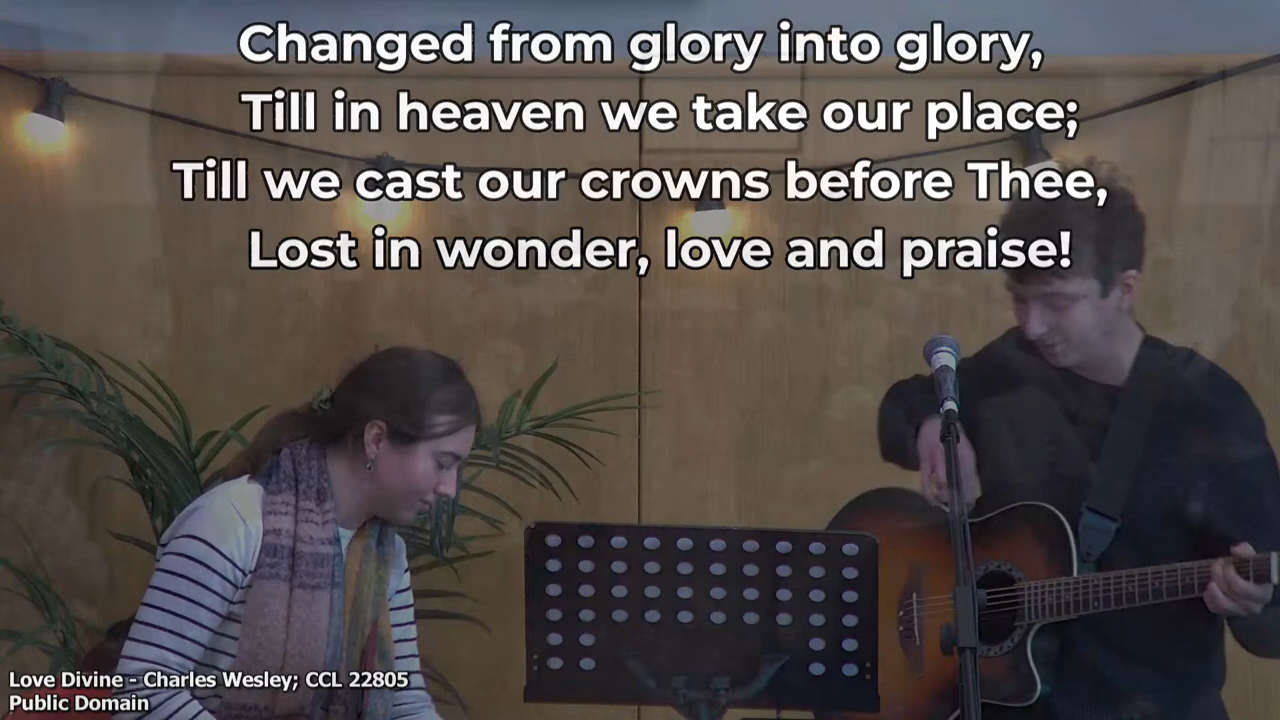 Changed from glory into glory,
Till in heaven we take our place;
Till we cast our crowns before Thee,
Lost in wonder, love and praise!
Love Divine - Charles Wesley; CCL 22805
Public Domain